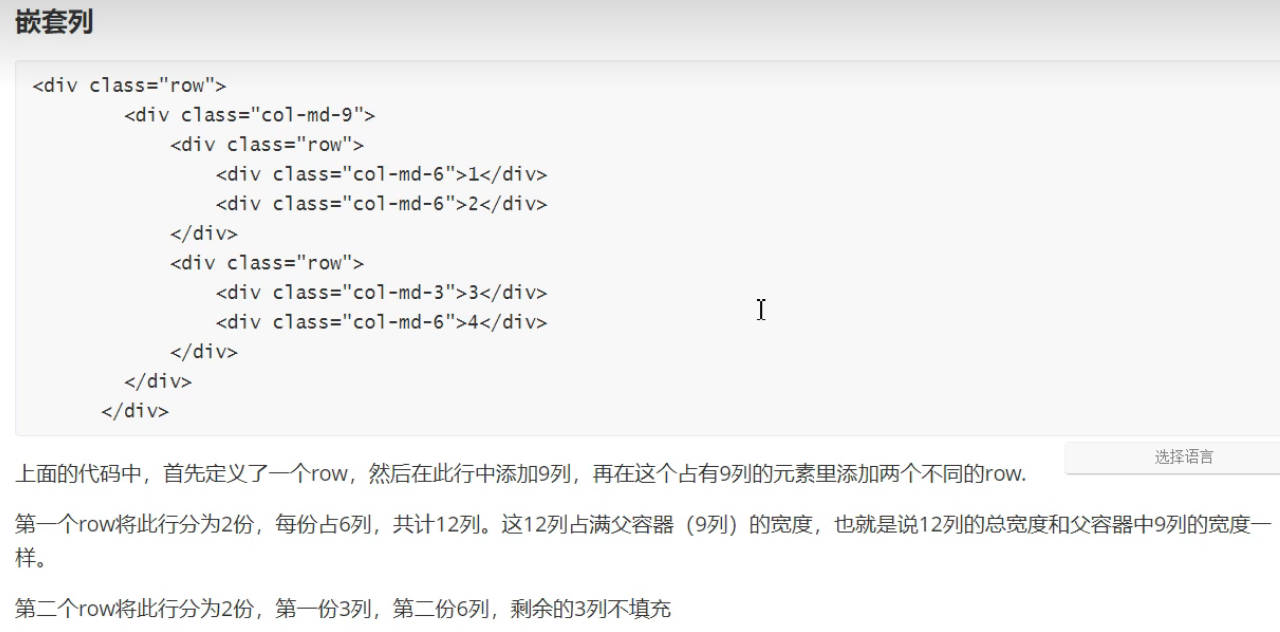 嵌套列
<div class="row">
        <div class="col-md-9">
            <div class="row">
                <div class="col-md-6">1</div>
                <div class="col-md-6">2</div>
            </div>
            <div class="row">
                <div class="col-md-3">3</div>
                <div class="col-md-6">4</div>
            </div>
        </div>
      </div>
选择语言
上面的代码中，首先定义了一个row，然后在此行中添加9列，再在这个占有9列的元素里添加两个不同的row.
第一个row将此行分为2份，每份占6列，共计12列。这12列占满父容器（9列）的宽度，也就是说12列的总宽度和父容器中9列的宽度一
样。
第二个row将此行分为2份，第一份3列，第二份6列，剩余的3列不填充